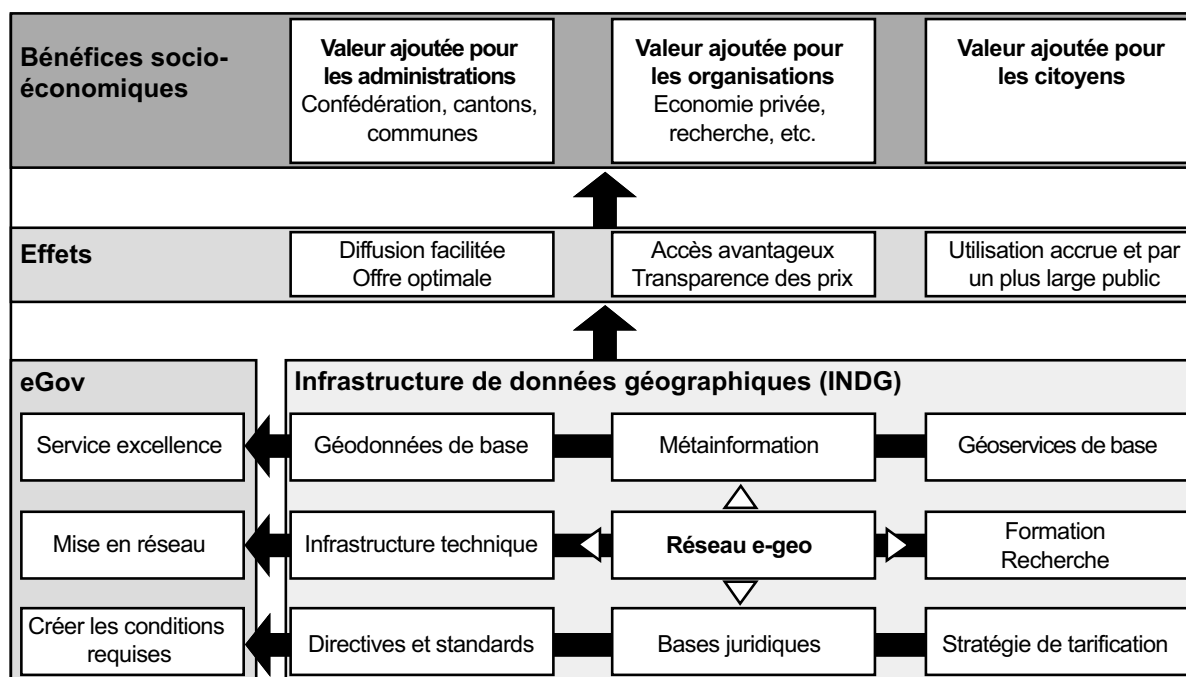 Bénéfices socio-
économiques
Valeur ajoutée pour
les administrations
Confédération, cantons,
communes
Valeur ajoutée pour
les organisations
Economie privée,
recherche, etc.
Valeur ajoutée pour
les citoyens
Effets
Diffusion facilitée
Offre optimale
Accès avantageux
Transparence des prix
Utilisation accrue et par
un plus large public
eGov
Infrastructure de données géographiques (INDG)
Service excellence
Géodonnées de base
Métainformation
Géoservices de base
Mise en réseau
Infrastructure technique
Réseau e-geo
Formation
Recherche
Créer les conditions
requises
Directives et standards
Bases juridiques
Stratégie de tarification